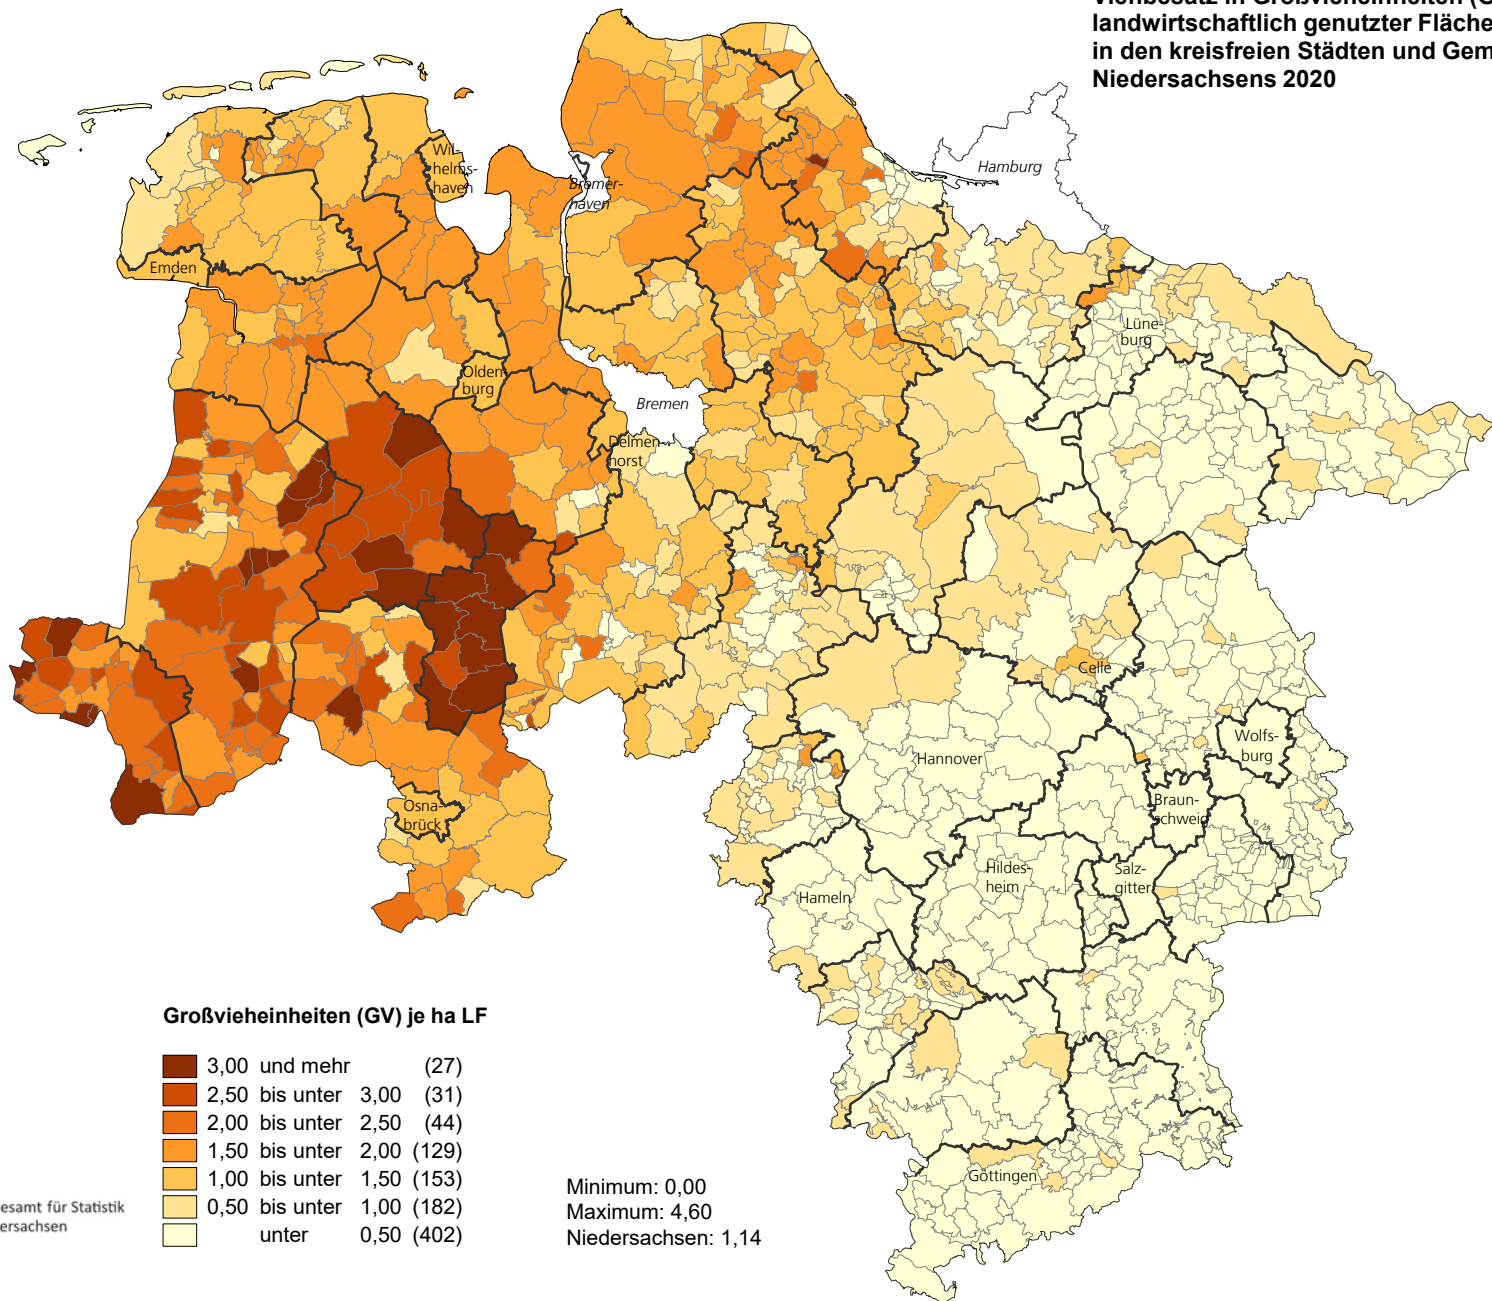 landwirtschaftlich genutzter Fläche
in den kreisfreien Städten und Gem
Niedersachsens 2020
Hamburg
Wil-
helms-
haven
Bremer-
haven
Emden
Lüne-
burg
Olden-
burg
Bremen
Delmen-
horst
Celle
Wolfs-
burg
Hannover
Braun-
schweig
Osna-
brück
Hildes-
heim
Salz-
gitter
Hameln
Göttingen
Großvieheinheiten (GV) je ha LF
3,00 und mehr (27)
2,50 bis unter 3,00 (31)
2,00 bis unter 2,50 (44)
1,50 bis unter 2,00 (129)
1,00 bis unter 1,50 (153)
0,50 bis unter 1,00 (182)
unter 0,50 (402)
Minimum: 0,00
Maximum: 4,60
Niedersachsen: 1,14
esamt für Statistik
ersachsen